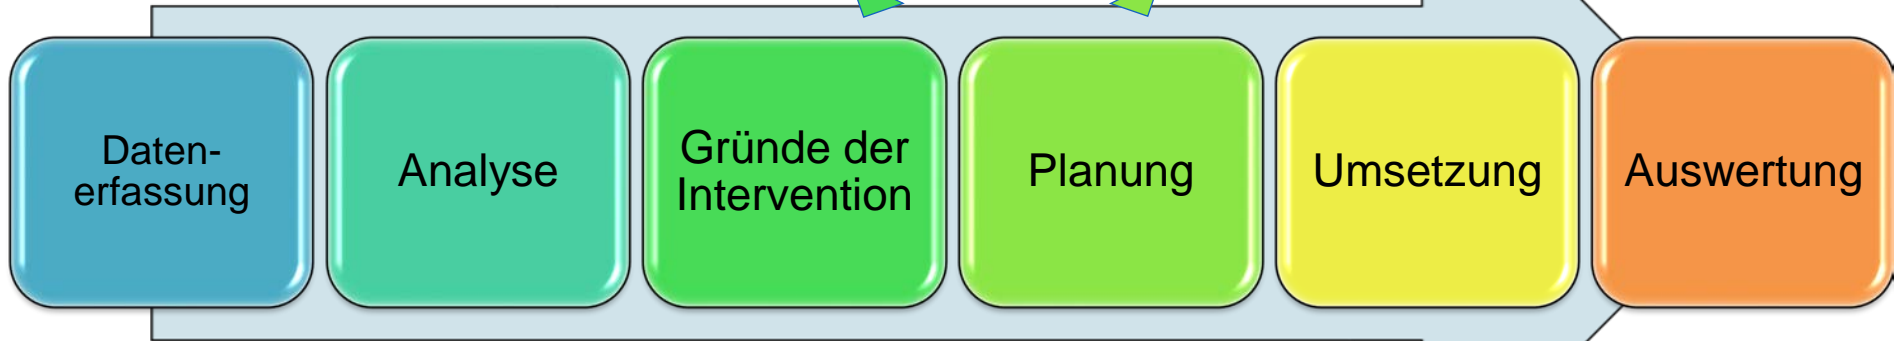 Daten-
erfassung
Analyse
Gründe der
Intervention
Planung
Umsetzung
Auswertung